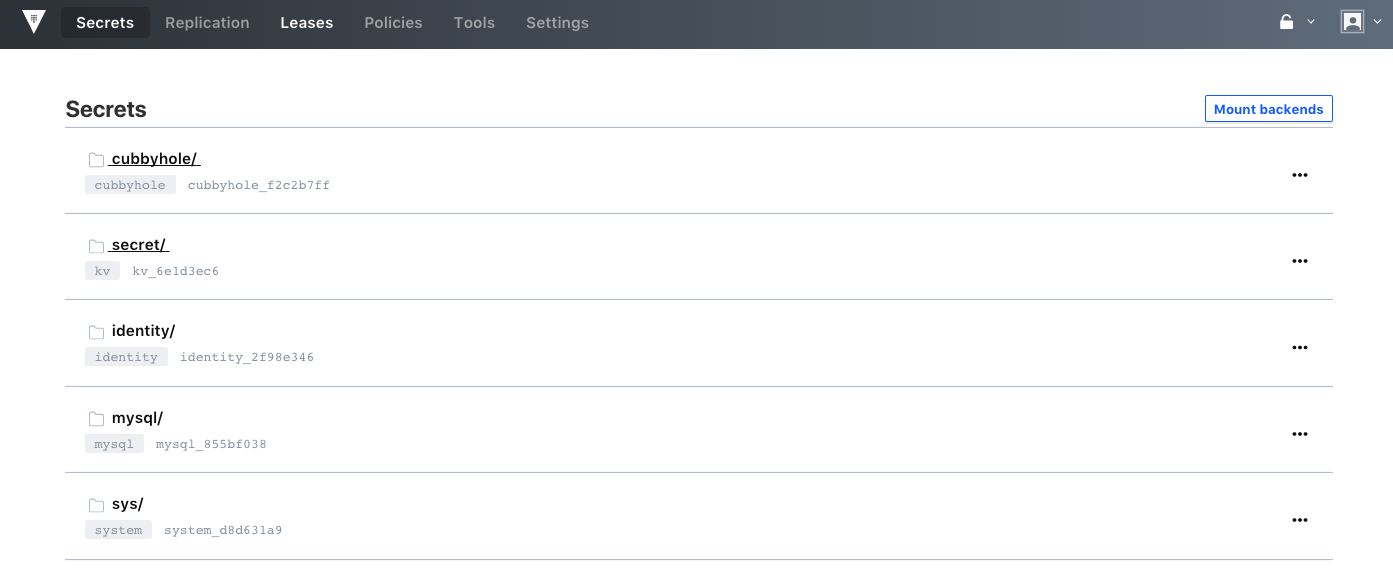 Secrets Replication Leases Policies Tools Settings
Secrets Mount backends
cubbyhole/
cubbyhole cubbyhole_f2c2b7ff
secret/
kv kv_6e1d3ec6
identity/
identity identity_2f98e346
mysql/
mysql mysql_855bf038
sys/
system system_d8d631a9